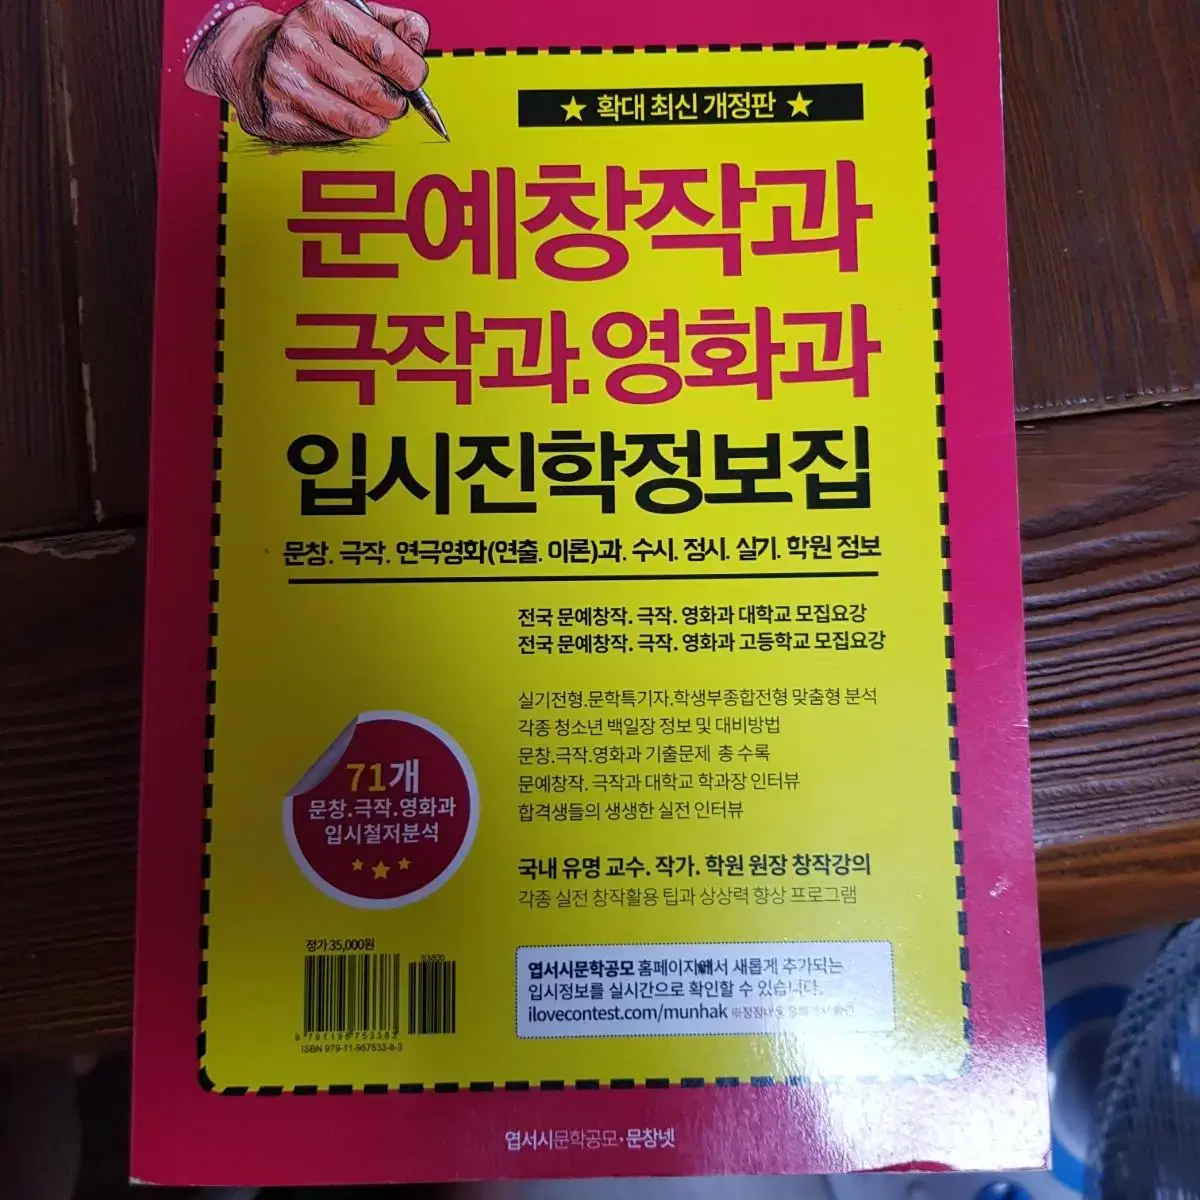 ★ 확대 최신 개정판 ★
문예창작과
극작과.영화과
입시진학정보집
문창. 극작. 연극영화(연출. 이론)과. 수시. 정시. 실기. 학원 정보
전국 문예창작. 극작. 영화과 대학교 모집요강
전국 문예창작. 극작. 영화과 고등학교 모집요강
실기전형.문학특기자.학생부종합전형 맞춤형 분석
각종 청소년 백일장 정보 및 대비방법
문창.극작.영화과 기출문제 총 수록
문예창작. 극작과 대학교 학과장 인터뷰
합격생들의 생생한 실전 인터뷰
71개
문창.극작.영화과
입시철저분석
국내 유명 교수. 작가. 학원 원장 창작강의
각종 실전 창작활용 팁과 상상력 향상 프로그램
정가 35,000원
53800
9 791195 753383
ISBN 979-11-957533-8-3
엽서시문학공모 홈페이지에서 새롭게 추가되는
입시정보를 실시간으로 확인할 수 있습니다.
ilovecontest.com/munhak
엽서시문학공모·문창넷